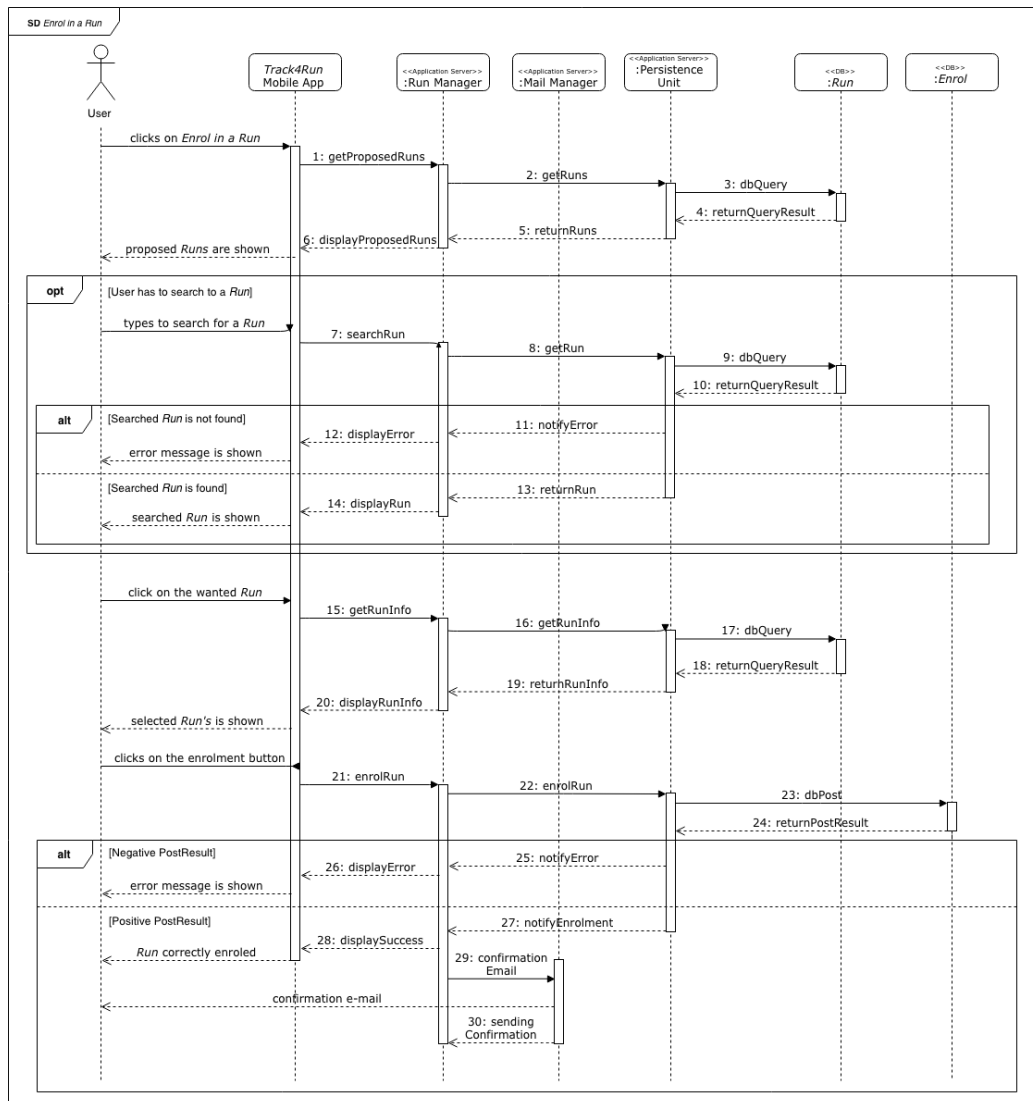 SD Enrol in a Run
User
Track4Run
Mobile App
<<Application Server>>
:Run Manager
<<Application Server>>
:Mail Manager
<<Application Server>>
:Persistence
Unit
<<DB>>
:Run
<<DB>>
:Enrol
clicks on Enrol in a Run
1: getProposedRuns
2: getRuns
3: dbQuery
4: returnQueryResult
5: returnRuns
6: displayProposedRuns
proposed Runs are shown
opt
[User has to search to a Run]
types to search for a Run
7: searchRun
8: getRun
9: dbQuery
10: returnQueryResult
alt
[Searched Run is not found]
11: notifyError
12: displayError
error message is shown
[Searched Run is found]
13: returnRun
14: displayRun
searched Run is shown
click on the wanted Run
15: getRunInfo
16: getRunInfo
17: dbQuery
18: returnQueryResult
19: returnRunInfo
20: displayRunInfo
selected Run's is shown
clicks on the enrolment button
21: enrolRun
22: enrolRun
23: dbPost
24: returnPostResult
alt
[Negative PostResult]
25: notifyError
26: displayError
error message is shown
[Positive PostResult]
27: notifyEnrolment
28: displaySuccess
Run correctly enroled
29: confirmation
Email
confirmation e-mail
30: sending
Confirmation